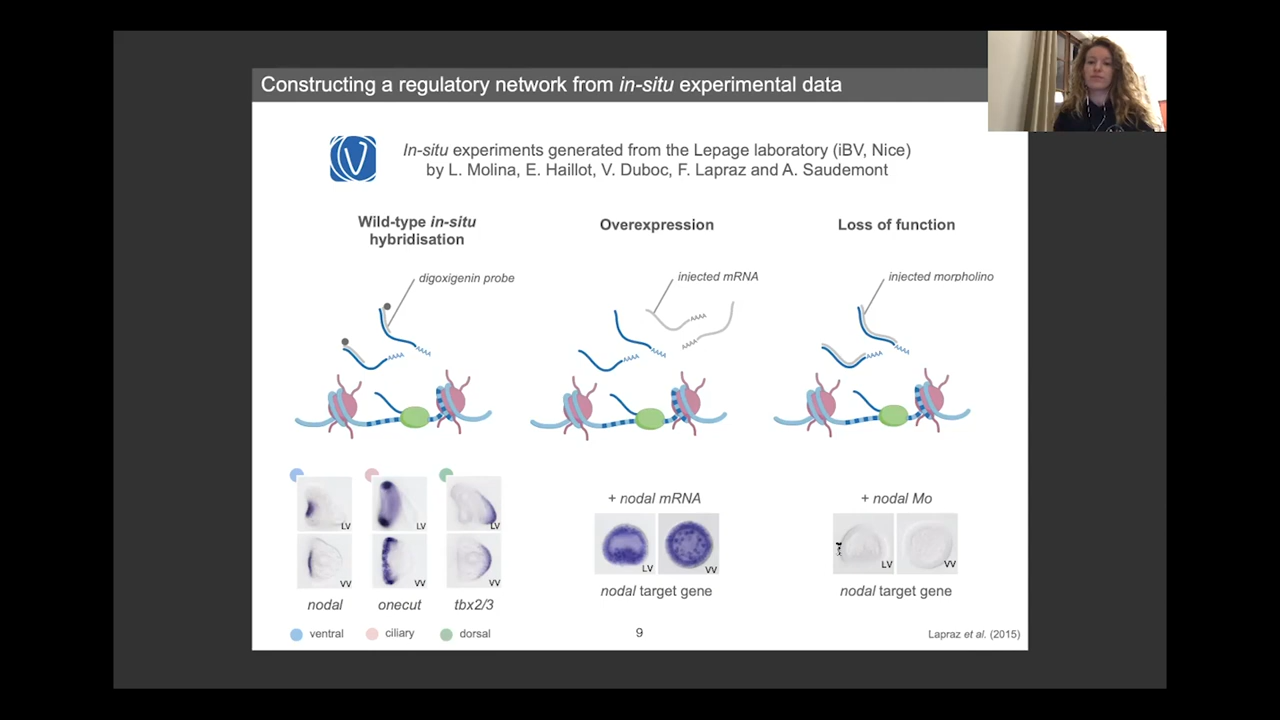 Constructing a regulatory network from in-situ experimental data
In-situ experiments generated from the Lepage laboratory (iBV, Nice)
by L. Molina, E. Haillot, V. Duboc, F. Lapraz and A. Saudemont
Wild-type in-situ
hybridisation
Overexpression
Loss of function
digoxigenin probe
injected mRNA
injected morpholino
+ nodal mRNA
+ nodal Mo
LV
LV
LV
LV
VV
LV
VV
VV
VV
VV
nodal target gene
nodal target gene
nodal
onecut
tbx2/3
ventral
ciliary
dorsal
9
Lapraz et al. (2015)